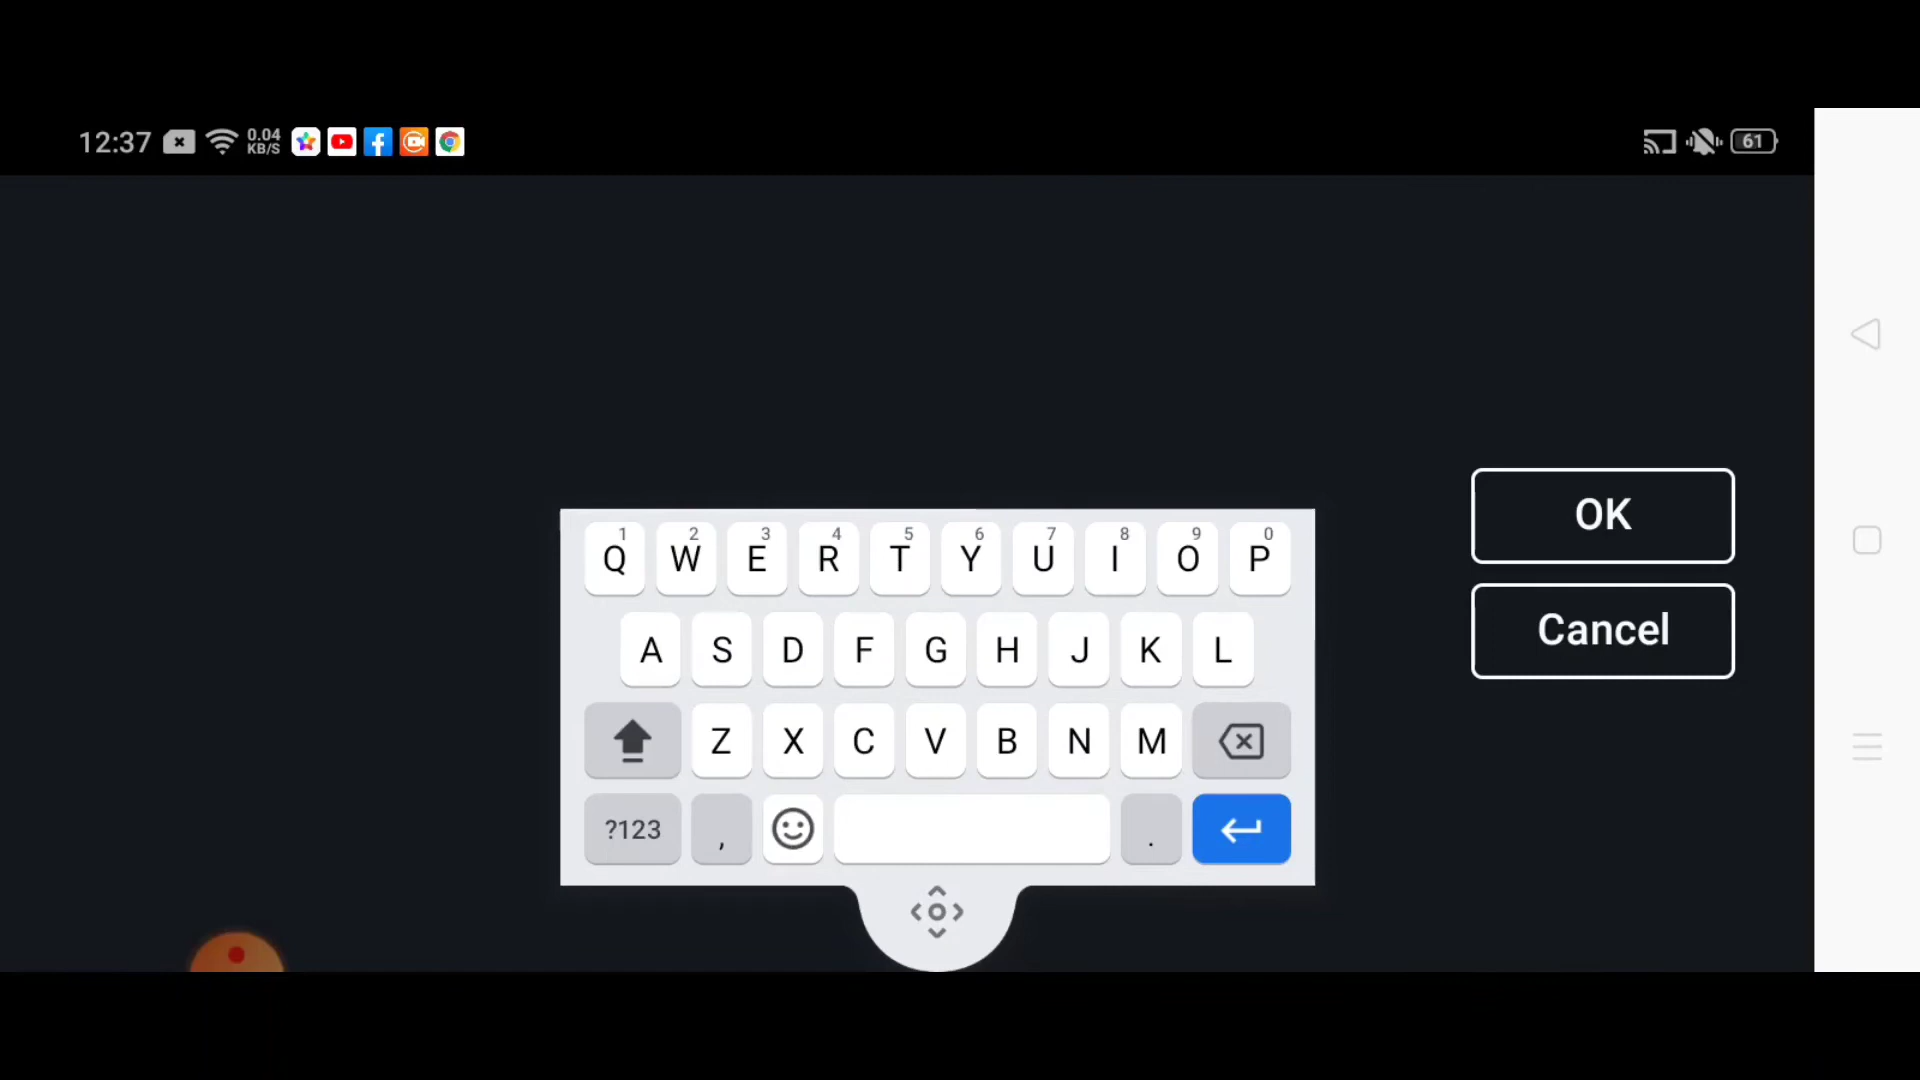 12:37 0.04 KB/S 61
1 2 3 4 5 6 7 8 9 0
Q W E R T Y U I O P
A S D F G H J K L
Z X C V B N M
?123 , .
OK
Cancel